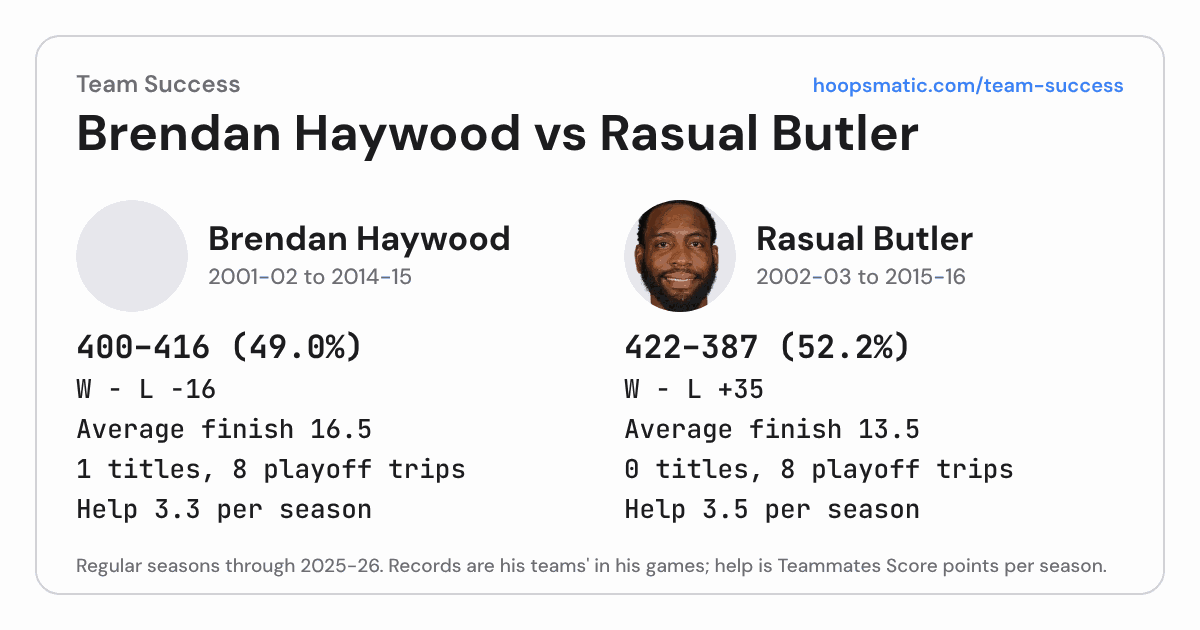 Team Success
hoopsmatic.com/team-success
Brendan Haywood vs Rasual Butler
Brendan Haywood
2001-02 to 2014-15
400-416 (49.0%)
W - L -16
Average finish 16.5
1 titles, 8 playoff trips
Help 3.3 per season
Rasual Butler
2002-03 to 2015-16
422-387 (52.2%)
W - L +35
Average finish 13.5
0 titles, 8 playoff trips
Help 3.5 per season
Regular seasons through 2025-26. Records are his teams' in his games; help is Teammates Score points per season.